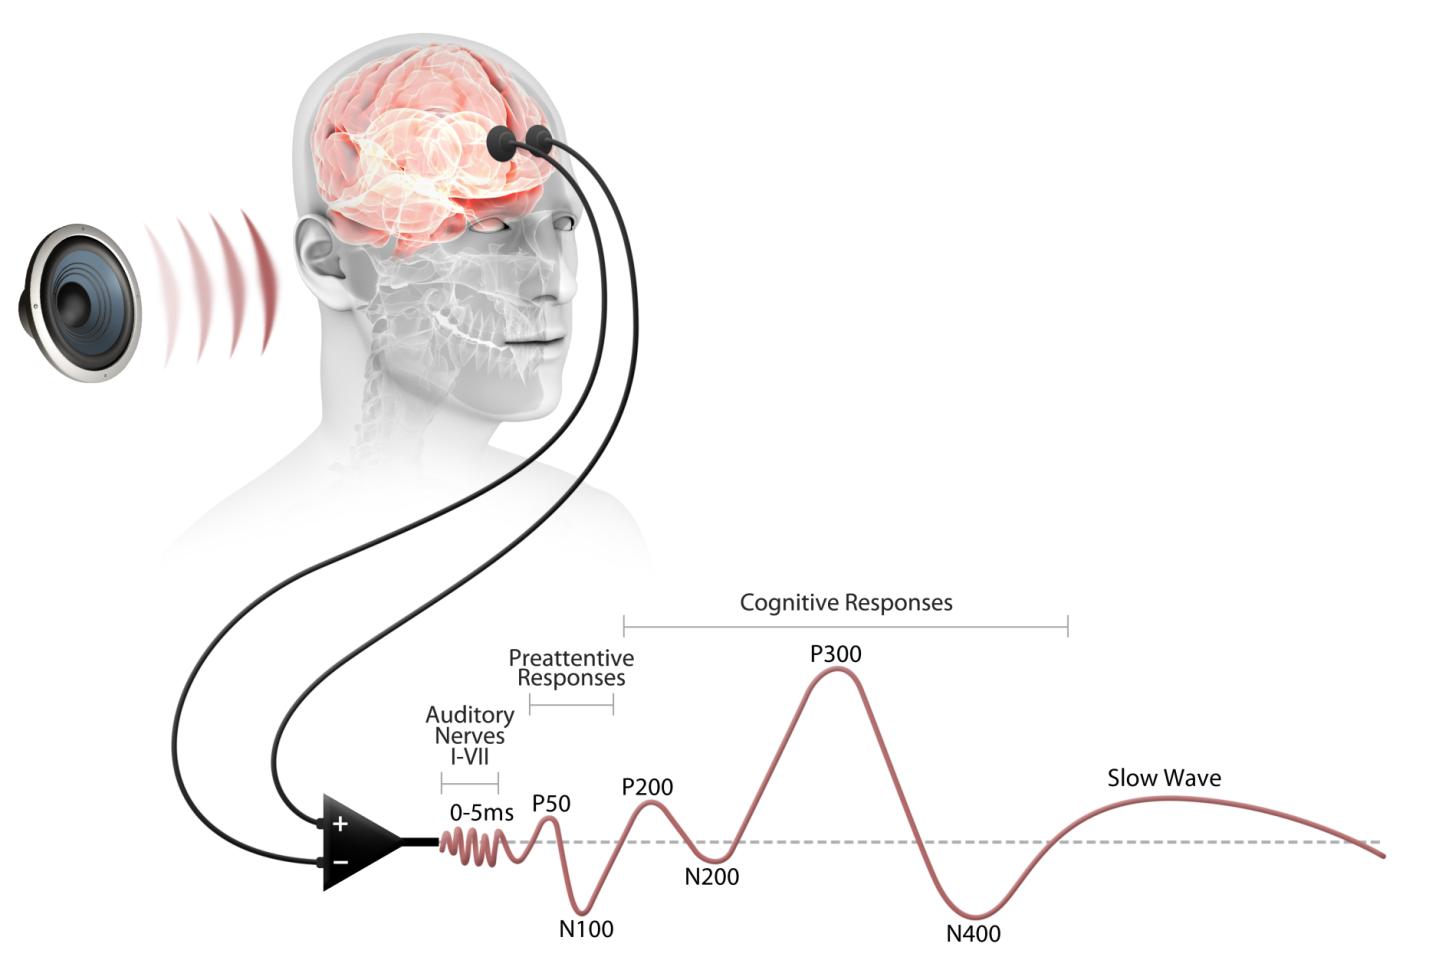 Cognitive Responses
P300
Preattentive
Responses
Auditory
Nerves
I-VII
0-5ms
P50
P200
Slow Wave
+
−
N200
N100
N400